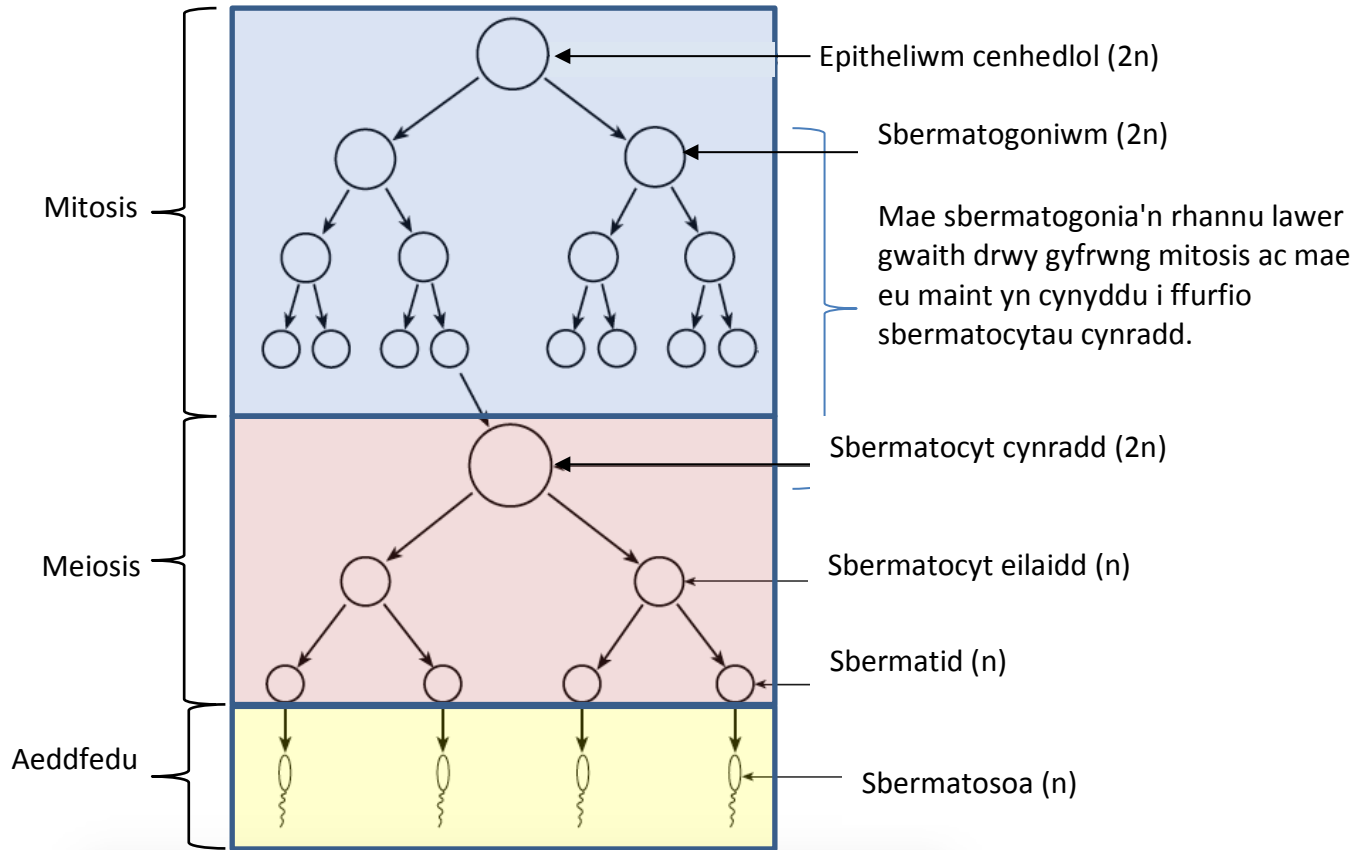 Epitheliwm cenhedlol (2n)
Sbermatogoniwm (2n)
Mitosis
Mae sbermatogonia'n rhannu lawer
gwaith drwy gyfrwng mitosis ac mae
eu maint yn cynyddu i ffurfio
sbermatocytau cynradd.
Sbermatocyt cynradd (2n)
Meiosis
Sbermatocyt eilaidd (n)
Sbermatid (n)
Aeddfedu
Sbermatosoa (n)